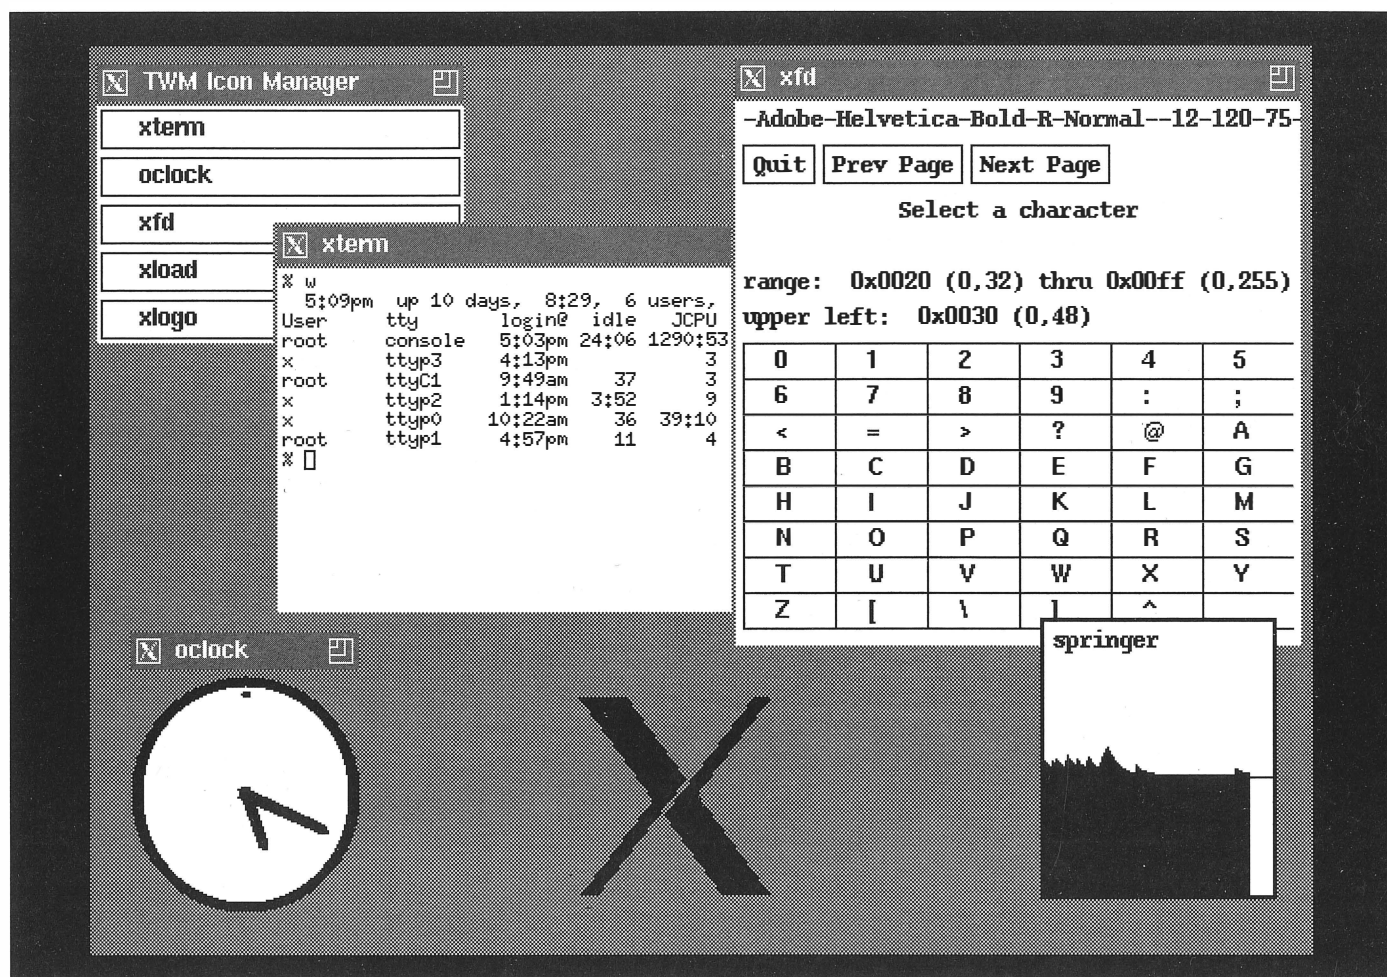 TWM Icon Manager
xterm
oclock
xfd
xload
xlogo
xterm
% w
5:09pm up 10 days, 8:29, 6 users,
User tty login@ idle JCPU
root console 5:03pm 24:06 1290:53
x ttyp3 4:13pm 3
root ttyC1 9:49am 37 3
x ttyp2 1:14pm 3:52 9
x ttyp0 10:22am 36 39:10
root ttyp1 4:57pm 11 4
%
xfd
-Adobe-Helvetica-Bold-R-Normal--12-120-75-
Quit Prev Page Next Page
Select a character
range: 0x0020 (0,32) thru 0x00ff (0,255)
upper left: 0x0030 (0,48)
0 1 2 3 4 5
6 7 8 9 : ;
< = > ? @ A
B C D E F G
H I J K L M
N O P Q R S
T U V W X Y
Z [ \ ] ^
oclock
X
springer